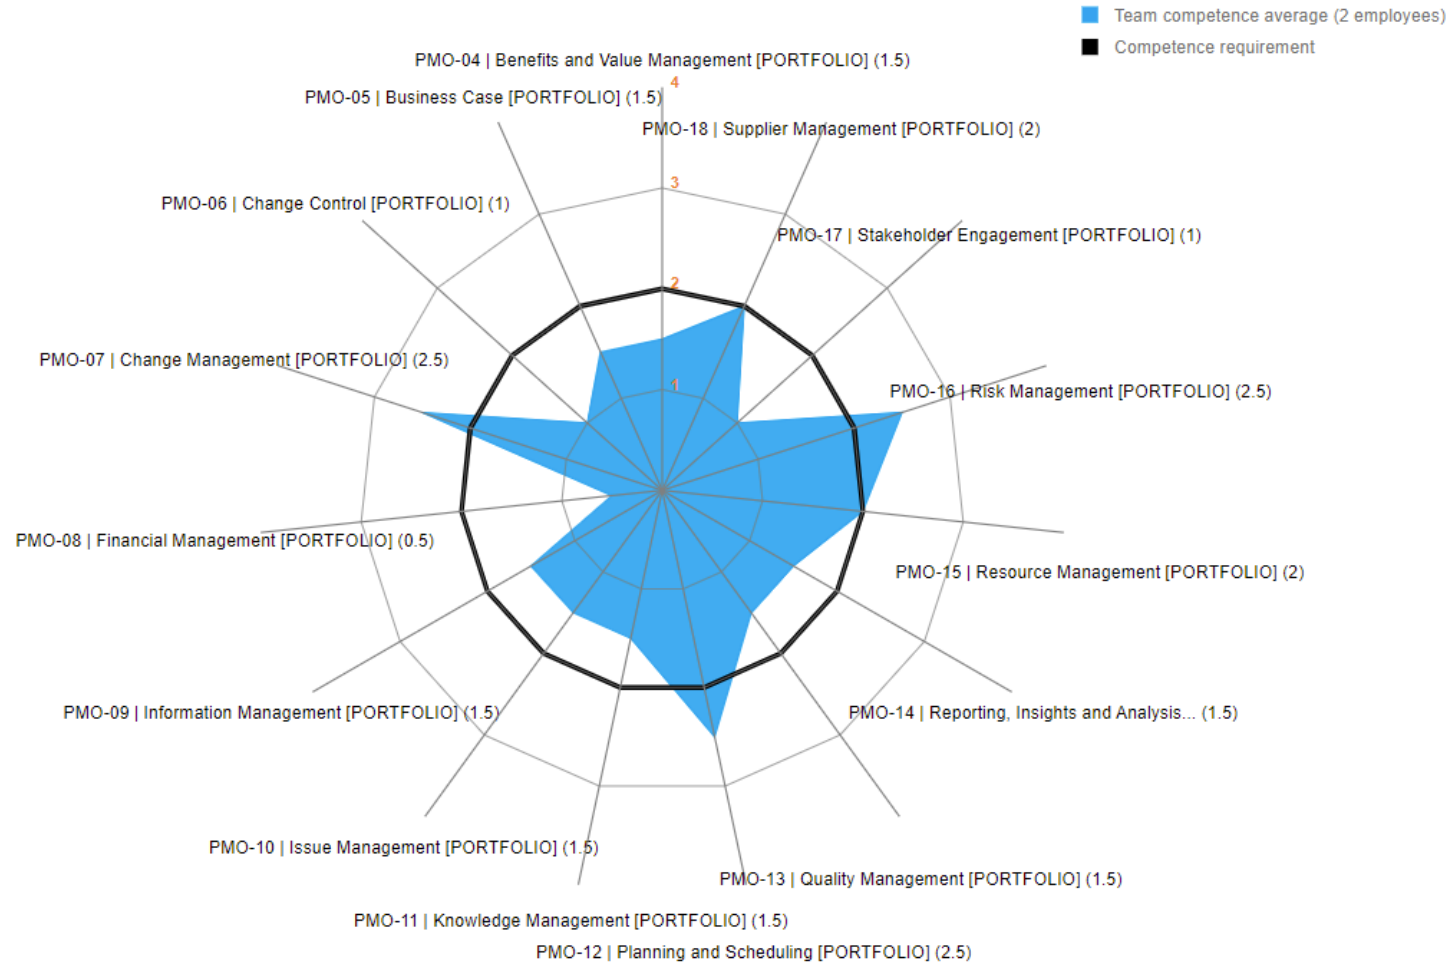 Team competence average (2 employees)
Competence requirement
PMO-04 | Benefits and Value Management [PORTFOLIO] (1.5)
4
PMO-05 | Business Case [PORTFOLIO] (1.5)
PMO-18 | Supplier Management [PORTFOLIO] (2)
3
PMO-06 | Change Control [PORTFOLIO] (1)
PMO-17 | Stakeholder Engagement [PORTFOLIO] (1)
2
PMO-07 | Change Management [PORTFOLIO] (2.5)
1
PMO-16 | Risk Management [PORTFOLIO] (2.5)
PMO-08 | Financial Management [PORTFOLIO] (0.5)
PMO-15 | Resource Management [PORTFOLIO] (2)
PMO-09 | Information Management [PORTFOLIO] (1.5)
PMO-14 | Reporting, Insights and Analysis... (1.5)
PMO-10 | Issue Management [PORTFOLIO] (1.5)
PMO-13 | Quality Management [PORTFOLIO] (1.5)
PMO-11 | Knowledge Management [PORTFOLIO] (1.5)
PMO-12 | Planning and Scheduling [PORTFOLIO] (2.5)